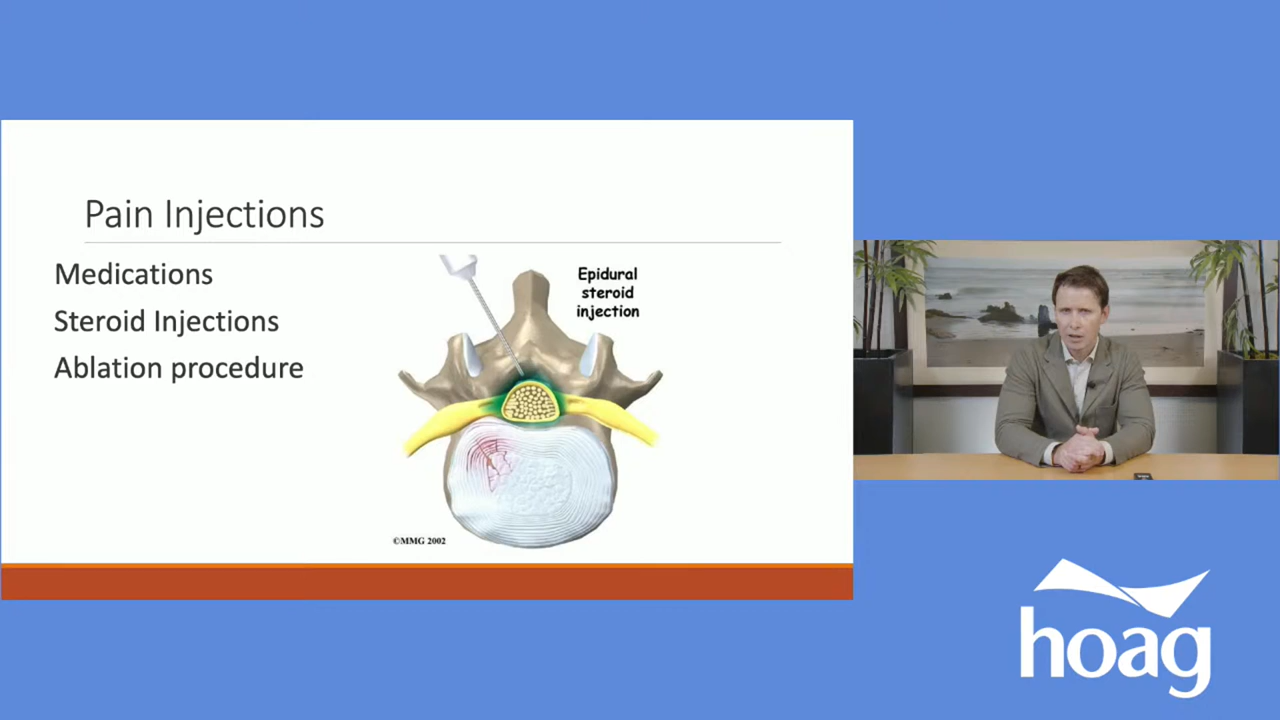 Pain Injections
Medications
Steroid Injections
Ablation procedure
Epidural
steroid
injection
©MMG 2002
hoag